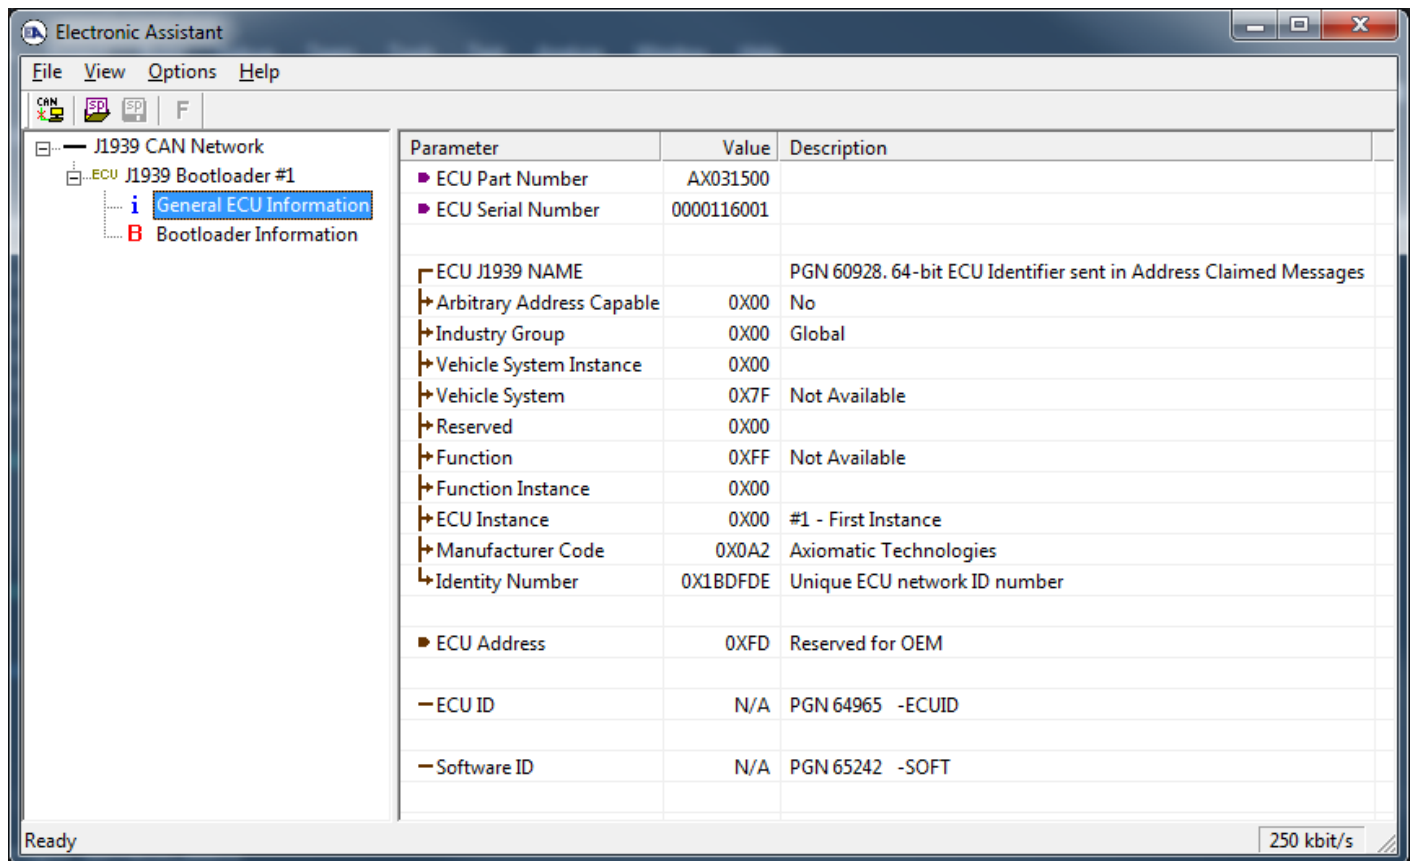 Electronic Assistant
File View Options Help
CAN SP SP F
J1939 CAN Network
ECU J1939 Bootloader #1
i General ECU Information
B Bootloader Information
Parameter Value Description
ECU Part Number AX031500
ECU Serial Number 0000116001
ECU J1939 NAME PGN 60928. 64-bit ECU Identifier sent in Address Claimed Messages
Arbitrary Address Capable 0X00 No
Industry Group 0X00 Global
Vehicle System Instance 0X00
Vehicle System 0X7F Not Available
Reserved 0X00
Function 0XFF Not Available
Function Instance 0X00
ECU Instance 0X00 #1 - First Instance
Manufacturer Code 0X0A2 Axiomatic Technologies
Identity Number 0X1BDFDE Unique ECU network ID number
ECU Address 0XFD Reserved for OEM
ECU ID N/A PGN 64965 -ECUID
Software ID N/A PGN 65242 -SOFT
Ready 250 kbit/s